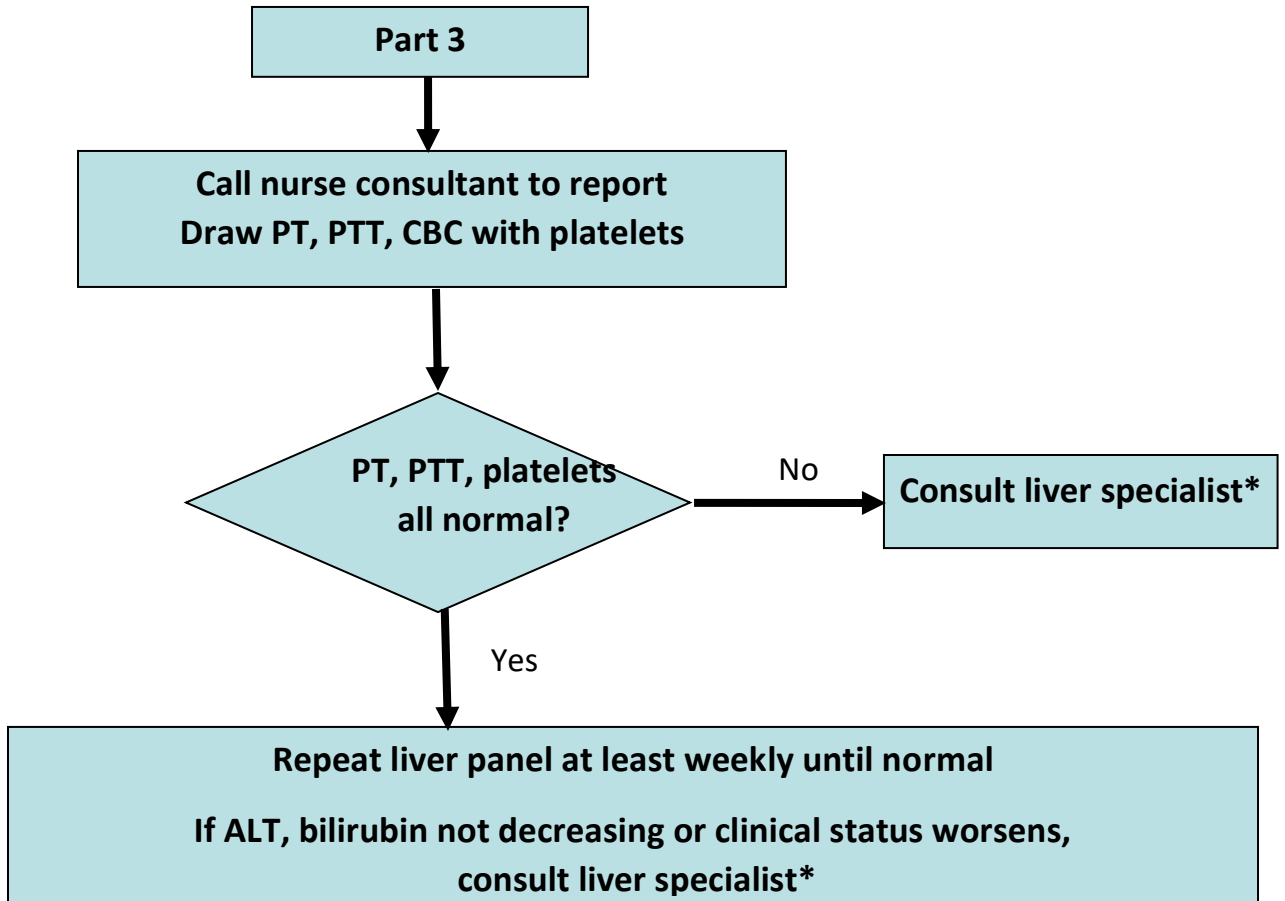 Part 3
Call nurse consultant to report
Draw PT, PTT, CBC with platelets
PT, PTT, platelets
all normal?
No
Consult liver specialist*
Yes
Repeat liver panel at least weekly until normal
If ALT, bilirubin not decreasing or clinical status worsens,
consult liver specialist*